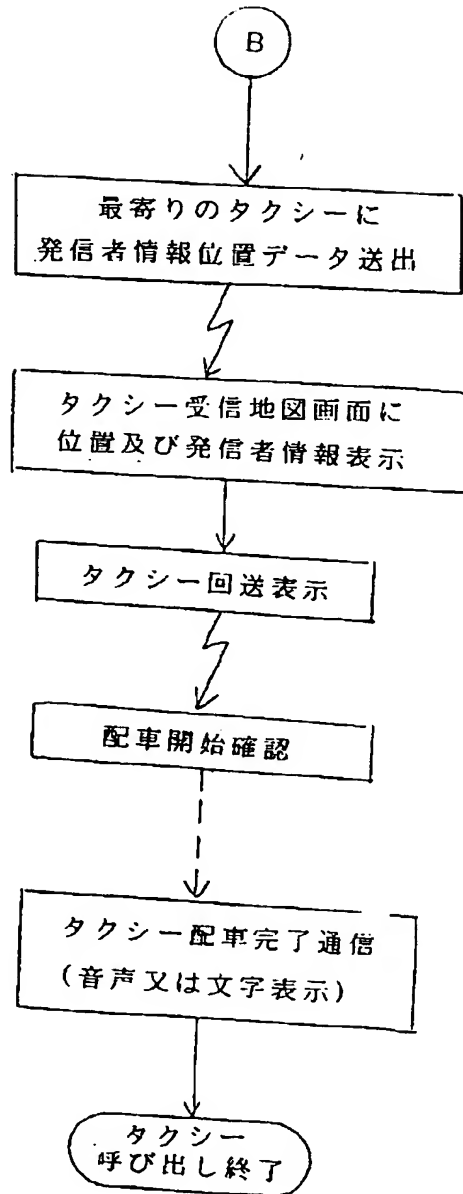 B
最寄りのタクシーに
発信者情報位置データ送出
タクシー受信地図画面に
位置及び発信者情報表示
タクシー回送表示
配車開始確認
タクシー配車完了通信
(音声又は文字表示)
タクシー
呼び出し終了